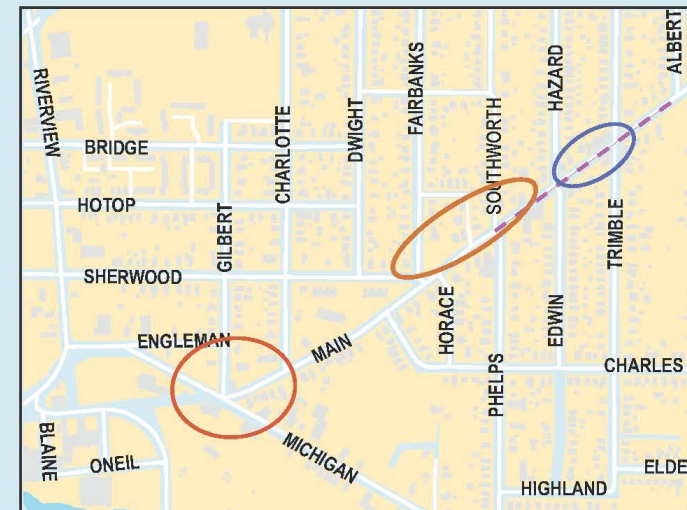 RIVERVIEW
BRIDGE
HOTOP
GILBERT
CHARLOTTE
DWIGHT
FAIRBANKS
SOUTHWORTH
HAZARD
ALBERT
TRIMBLE
SHERWOOD
ENGLEMAN
MAIN
HORACE
PHELPS
EDWIN
CHARLES
BLAINE
ONEIL
MICHIGAN
HIGHLAND
ELDE